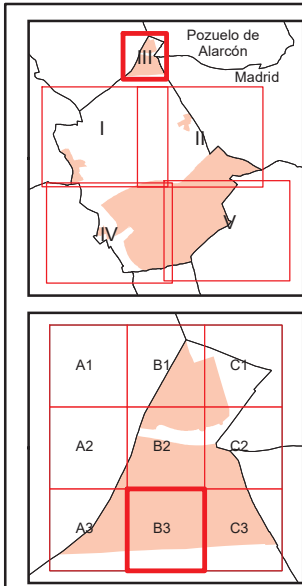 Pozuelo de
Alarcón
III
Madrid
I
II
IV
V
A1 B1 C1
A2 B2 C2
A3 B3 C3